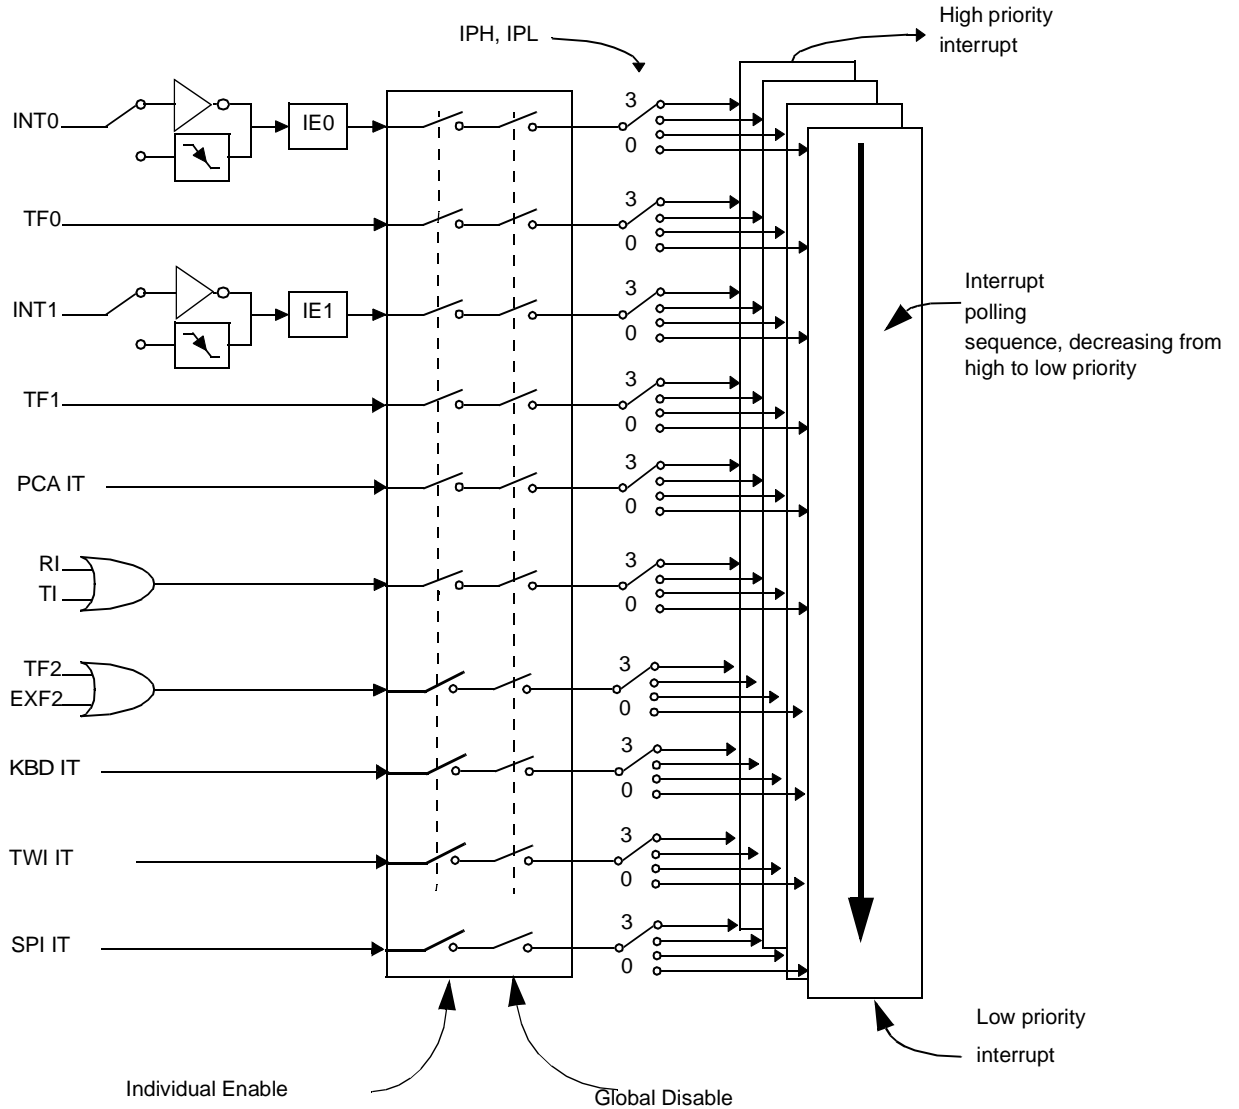 High priority
interrupt
IPH, IPL
INT0
IE0
3
0
TF0
3
0
INT1
IE1
3
0
Interrupt
polling
sequence, decreasing from
high to low priority
TF1
3
0
PCA IT
3
0
RI
TI
3
0
TF2
EXF2
3
0
KBD IT
3
0
TWI IT
3
0
SPI IT
3
0
Low priority
interrupt
Individual Enable
Global Disable